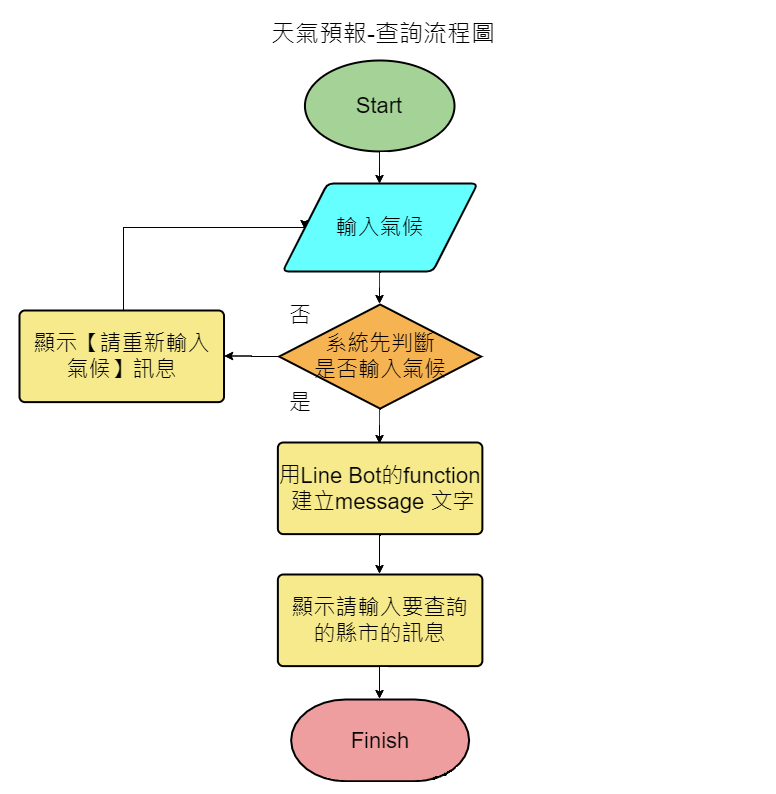 天氣預報-查詢流程圖
Start
輸入氣候
否
系統先判斷
是否輸入氣候
顯示【請重新輸入
氣候】訊息
是
用Line Bot的function
建立message 文字
顯示請輸入要查詢
的縣市的訊息
Finish